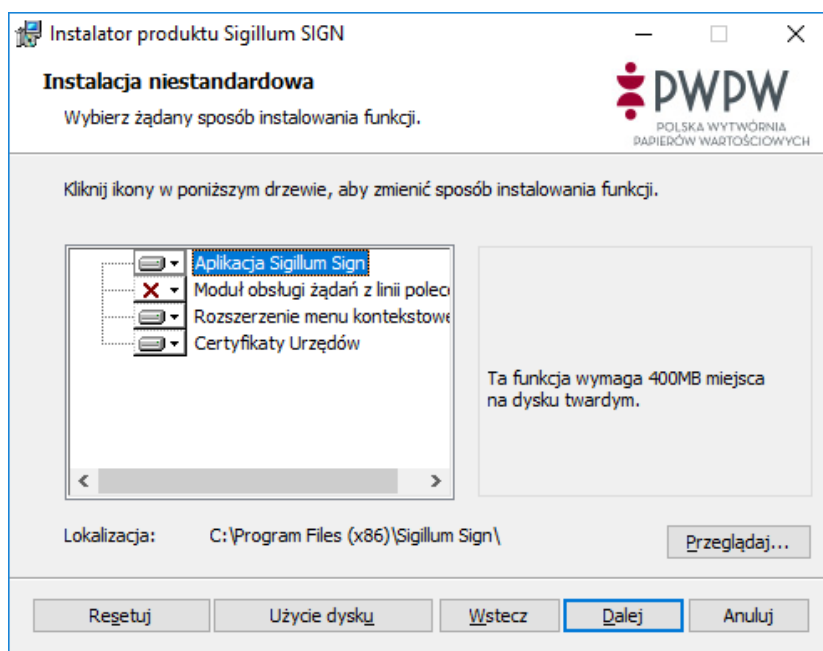 Instalator produktu Sigillum SIGN
Instalacja niestandardowa
Wybierz żądany sposób instalowania funkcji.
PWPW
POLSKA WYTWÓRNIA
PAPIERÓW WARTOŚCIOWYCH
Kliknij ikony w poniższym drzewie, aby zmienić sposób instalowania funkcji.
Aplikacja Sigillum Sign
Moduł obsługi żądań z linii polec
Rozszerzenie menu kontekstowe
Certyfikaty Urzędów
Ta funkcja wymaga 400MB miejsca
na dysku twardym.
Lokalizacja: C:\Program Files (x86)\Sigillum Sign\
Przeglądaj...
Resetuj Użycie dysku Wstecz Dalej Anuluj